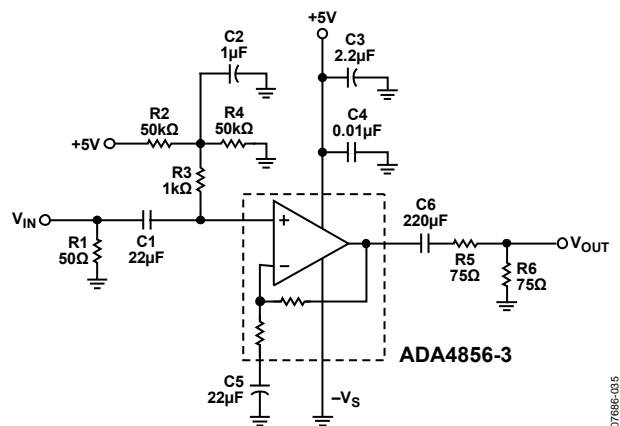 +5V
C2
1µF
C3
2.2µF
R2
50kΩ
R4
50kΩ
C4
0.01µF
+5V
R3
1kΩ
C6
220µF
VIN
+
VOUT
R1
50Ω
C1
22µF
−
R5
75Ω
R6
75Ω
ADA4856-3
C5
22µF
−VS
07686-035